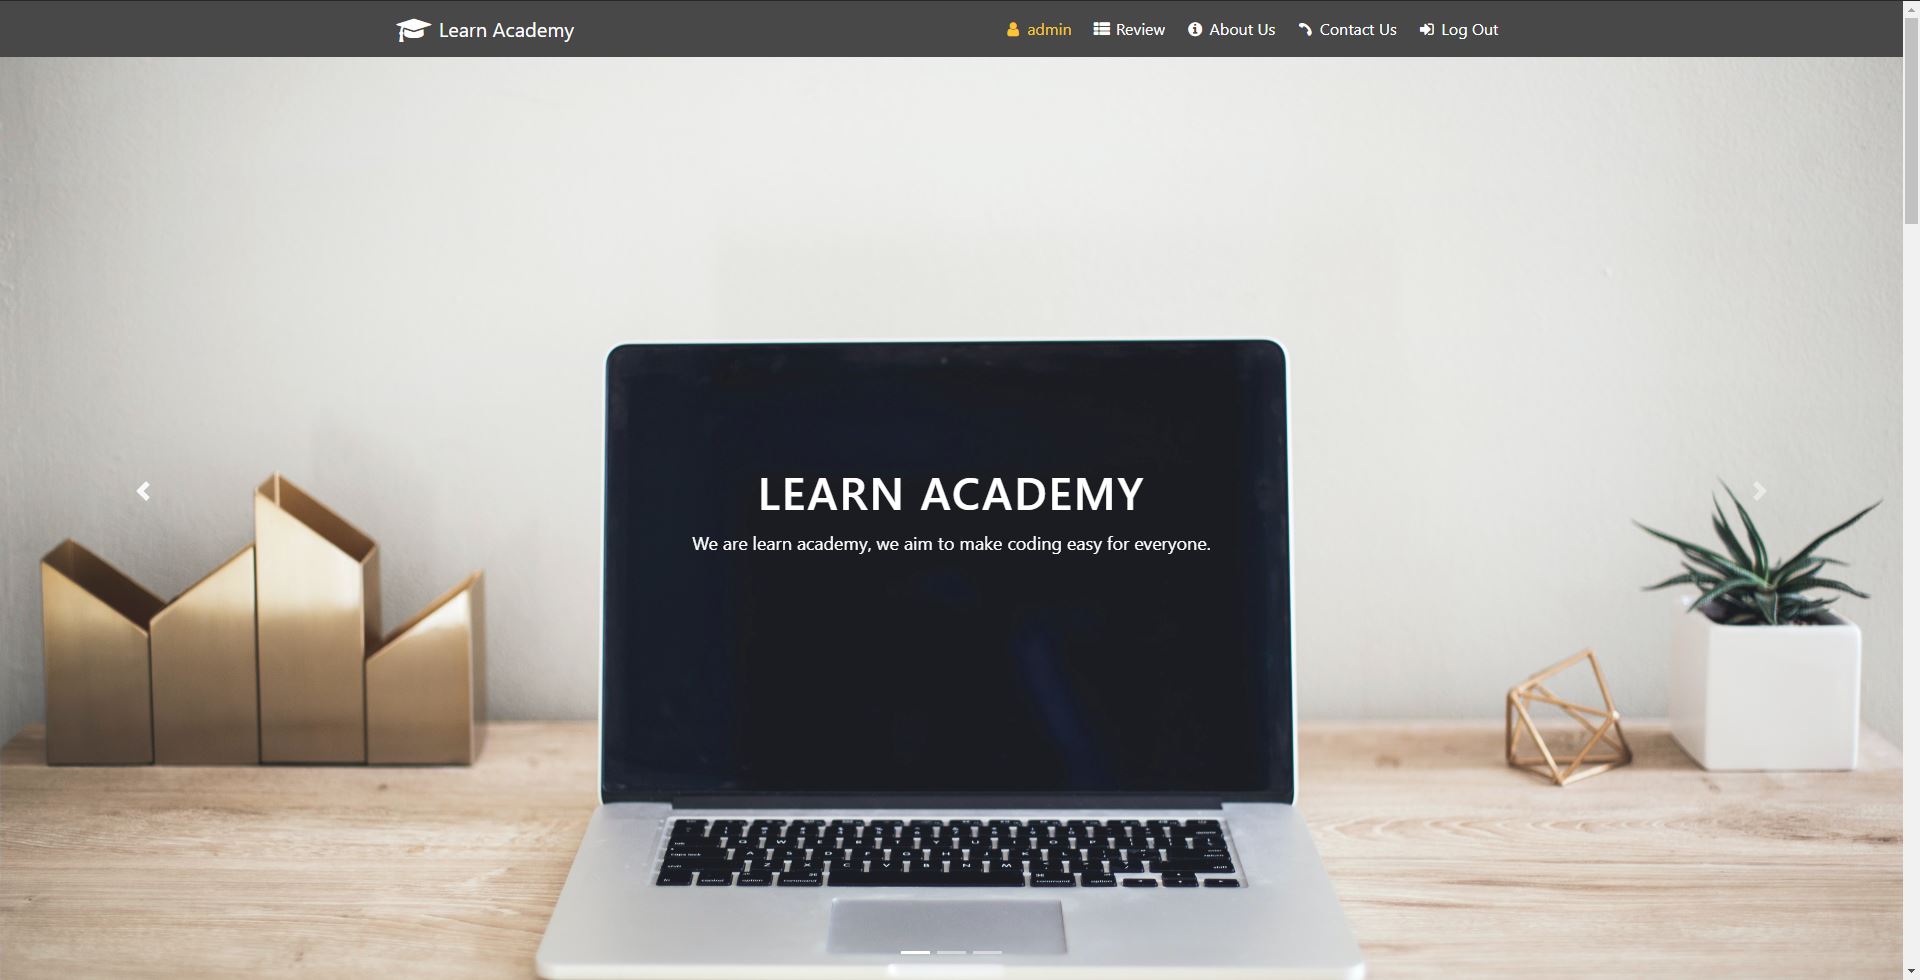 Learn Academy
admin Review About Us Contact Us Log Out
LEARN ACADEMY
We are learn academy, we aim to make coding easy for everyone.